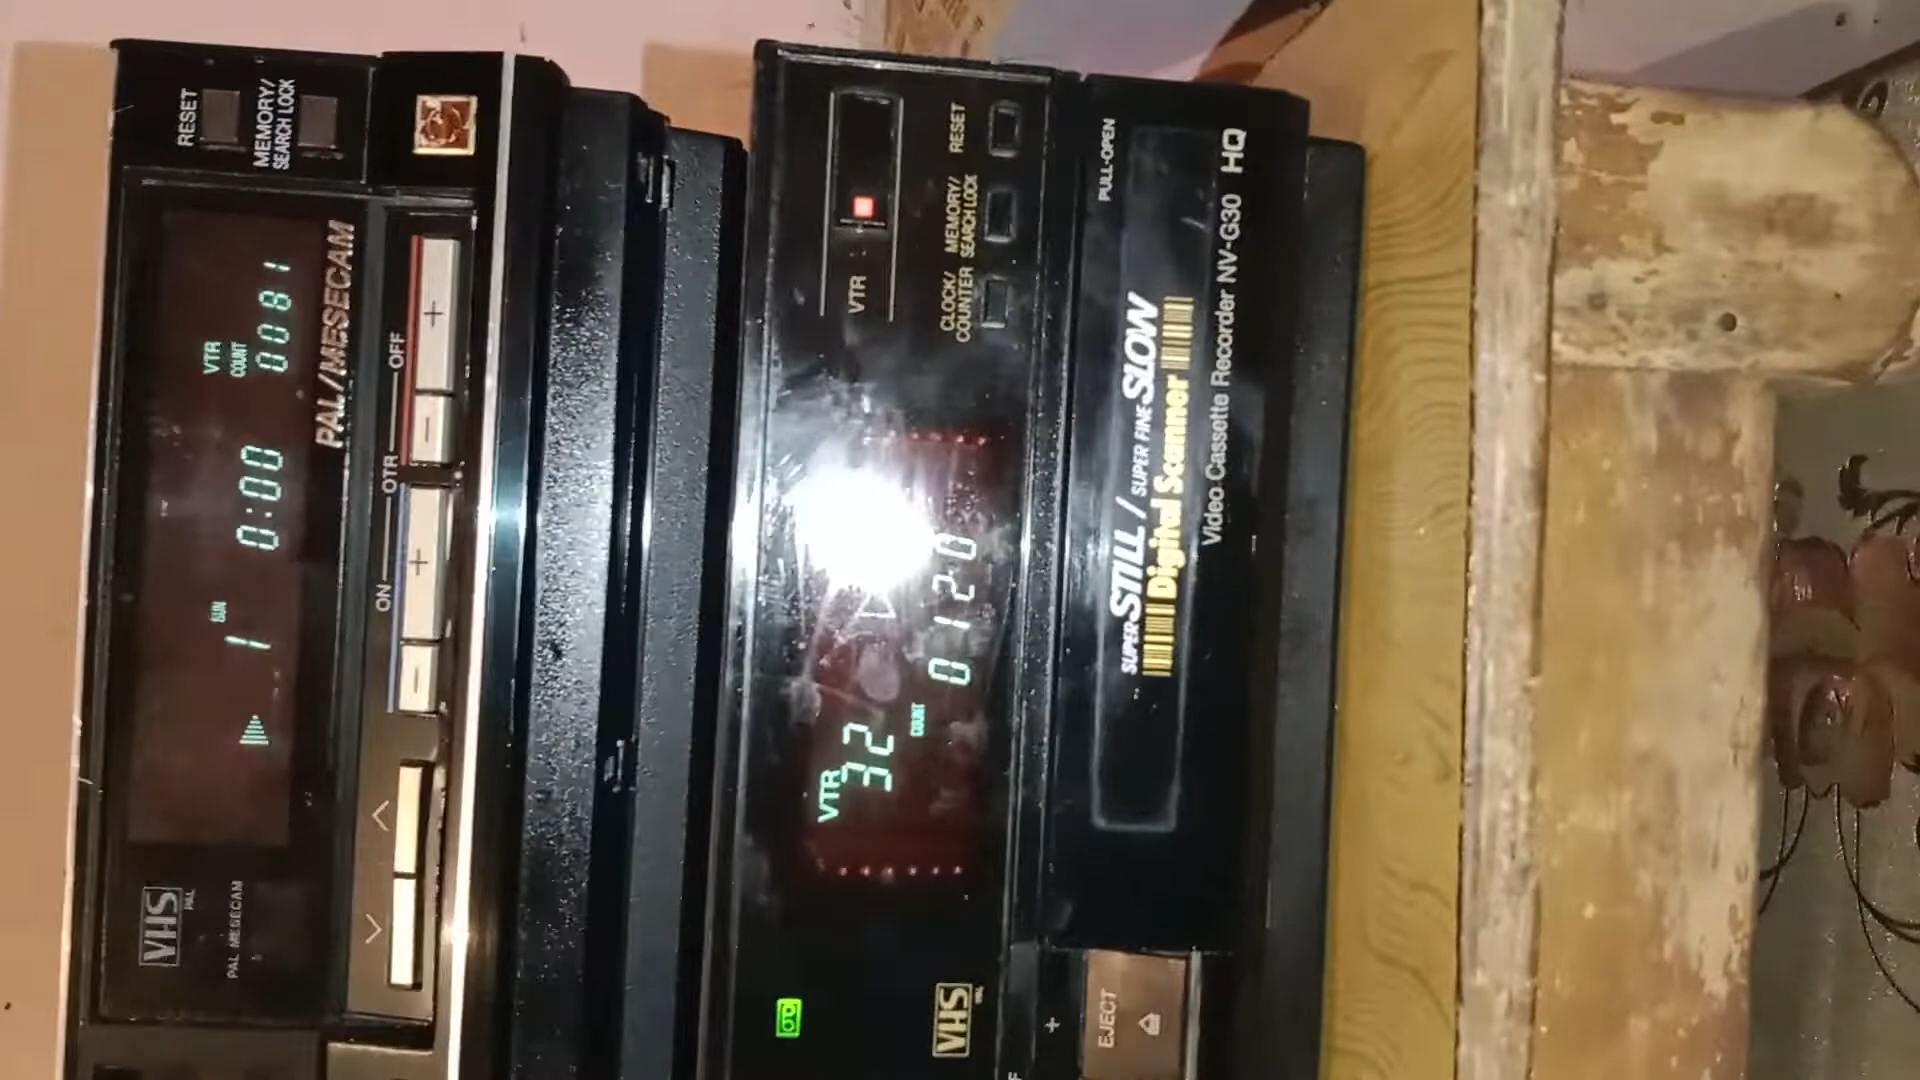 VHS
PAL
PAL MESECAM
1
SUN
0:00
VTR
COUNT
0081
RESET
MEMORY/
SEARCH LOCK
PAL/MESECAM
ON
OTR
OFF
-
+
-
+
VHS
PAL
VTR
32
COUNT
0120
VTR
CLOCK/
COUNTER
MEMORY/
SEARCH LOCK
RESET
+
EJECT
PULL-OPEN
SUPER-STILL / SUPER FINE SLOW
Digital Scanner
Video Cassette Recorder NV-G30 HQ